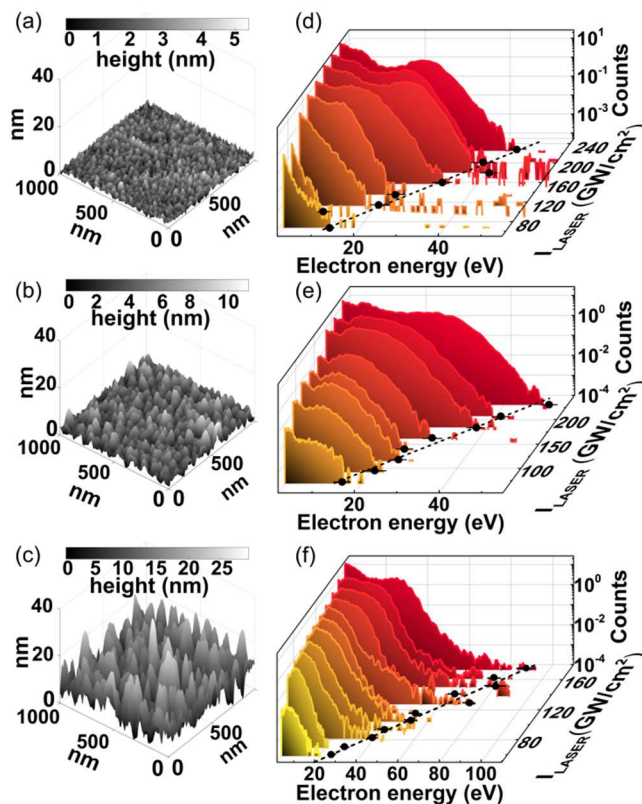 (a)
0 1 2 3 4 5
height (nm)
40
20
0
nm
1000
500
0 0
500
nm
nm
(d)
10¹
10⁻¹
10⁻³
Counts
240
200
160
120
80
I_LASER (GW/cm²)
20 40
Electron energy (eV)
(b)
0 2 4 6 8 10
height (nm)
40
20
0
nm
1000
500
0 0
500
nm
nm
(e)
10⁰
10⁻²
10⁻⁴
Counts
200
150
100
I_LASER (GW/cm²)
20 40
Electron energy (eV)
(c)
0 5 10 15 20 25
height (nm)
40
20
0
nm
1000
500
0 0
500
nm
nm
(f)
10⁰
10⁻²
10⁻⁴
Counts
160
120
80
I_LASER (GW/cm²)
20 40 60 80 100
Electron energy (eV)